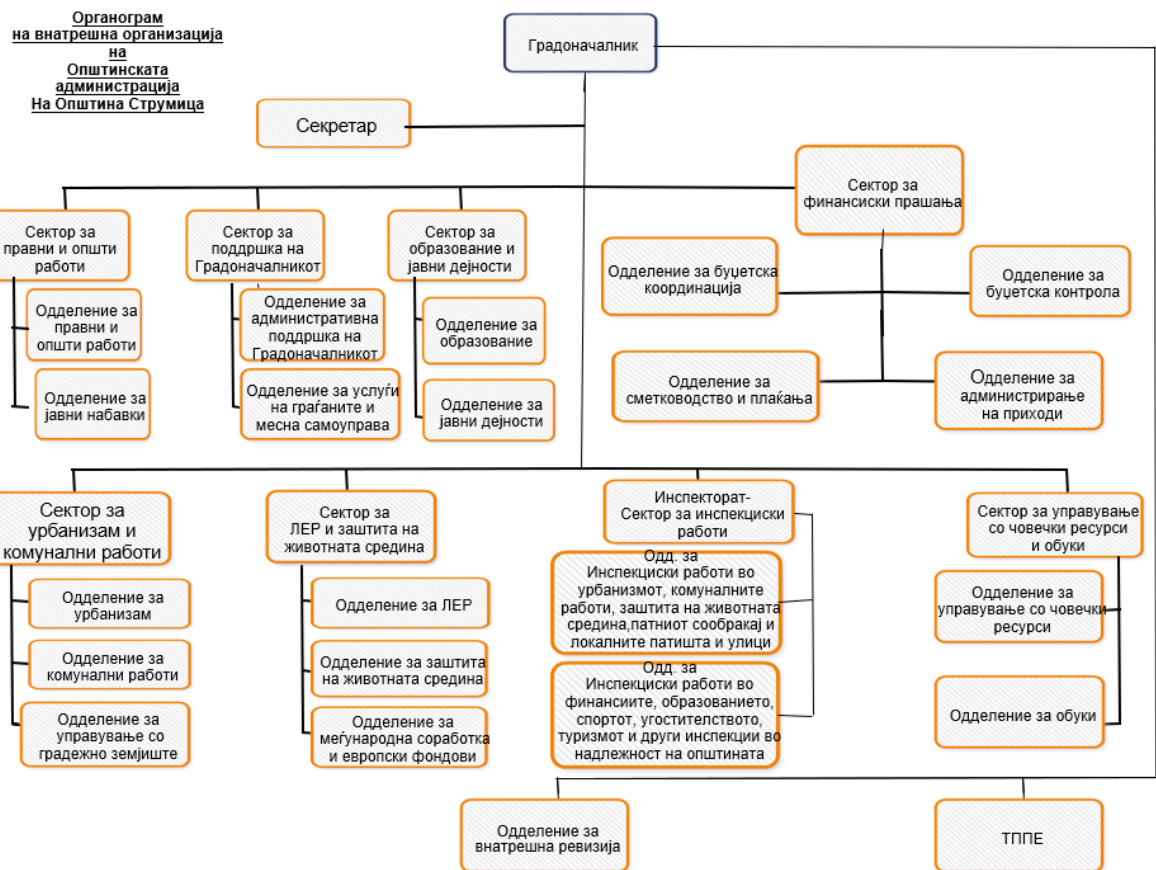 Органограм
на внатрешна организација
на
Општинската
администрација
На Општина Струмица
Градоначалник
Секретар
Сектор за
финансиски прашања
Сектор за
правни и општи
работи
Сектор за
поддршка на
Градоначалникот
Сектор за
образование и
јавни дејности
Одделение за
правни и
општи работи
Одделение за
јавни набавки
Одделение за
административна
поддршка на
Градоначалникот
Одделение за услуѓи
на граѓаните и
месна самоуправа
Одделение за
образование
Одделение за
јавни дејности
Одделение за буџетска
координација
Одделение за
буџетска контрола
Одделение за
сметководство и плаќања
Одделение за
администрирање
на приходи
Сектор за
урбанизам и
комунални работи
Одделение за
урбанизам
Одделение за
комунални работи
Одделение за
управување со
градежно земјиште
Сектор за
ЛЕР и заштита на
животната средина
Одделение за ЛЕР
Одделение за заштита
на животната средина
Одделение за
меѓународна соработка
и европски фондови
Инспекторат-
Сектор за инспекциски
работи
Одд. за
Инспекциски работи во
урбанизмот, комуналните
работи, заштита на животната
средина,патниот сообракај и
локалните патишта и улици
Одд. за
Инспекциски работи во
финансиите, образованието,
спортот, угостителството,
туризмот и други инспекции во
надлежност на општината
Сектор за управување
со човечки ресурси
и обуки
Одделение за
управување со човечки
ресурси
Одделение за обуки
Одделение за
внатрешна ревизија
ТППЕ